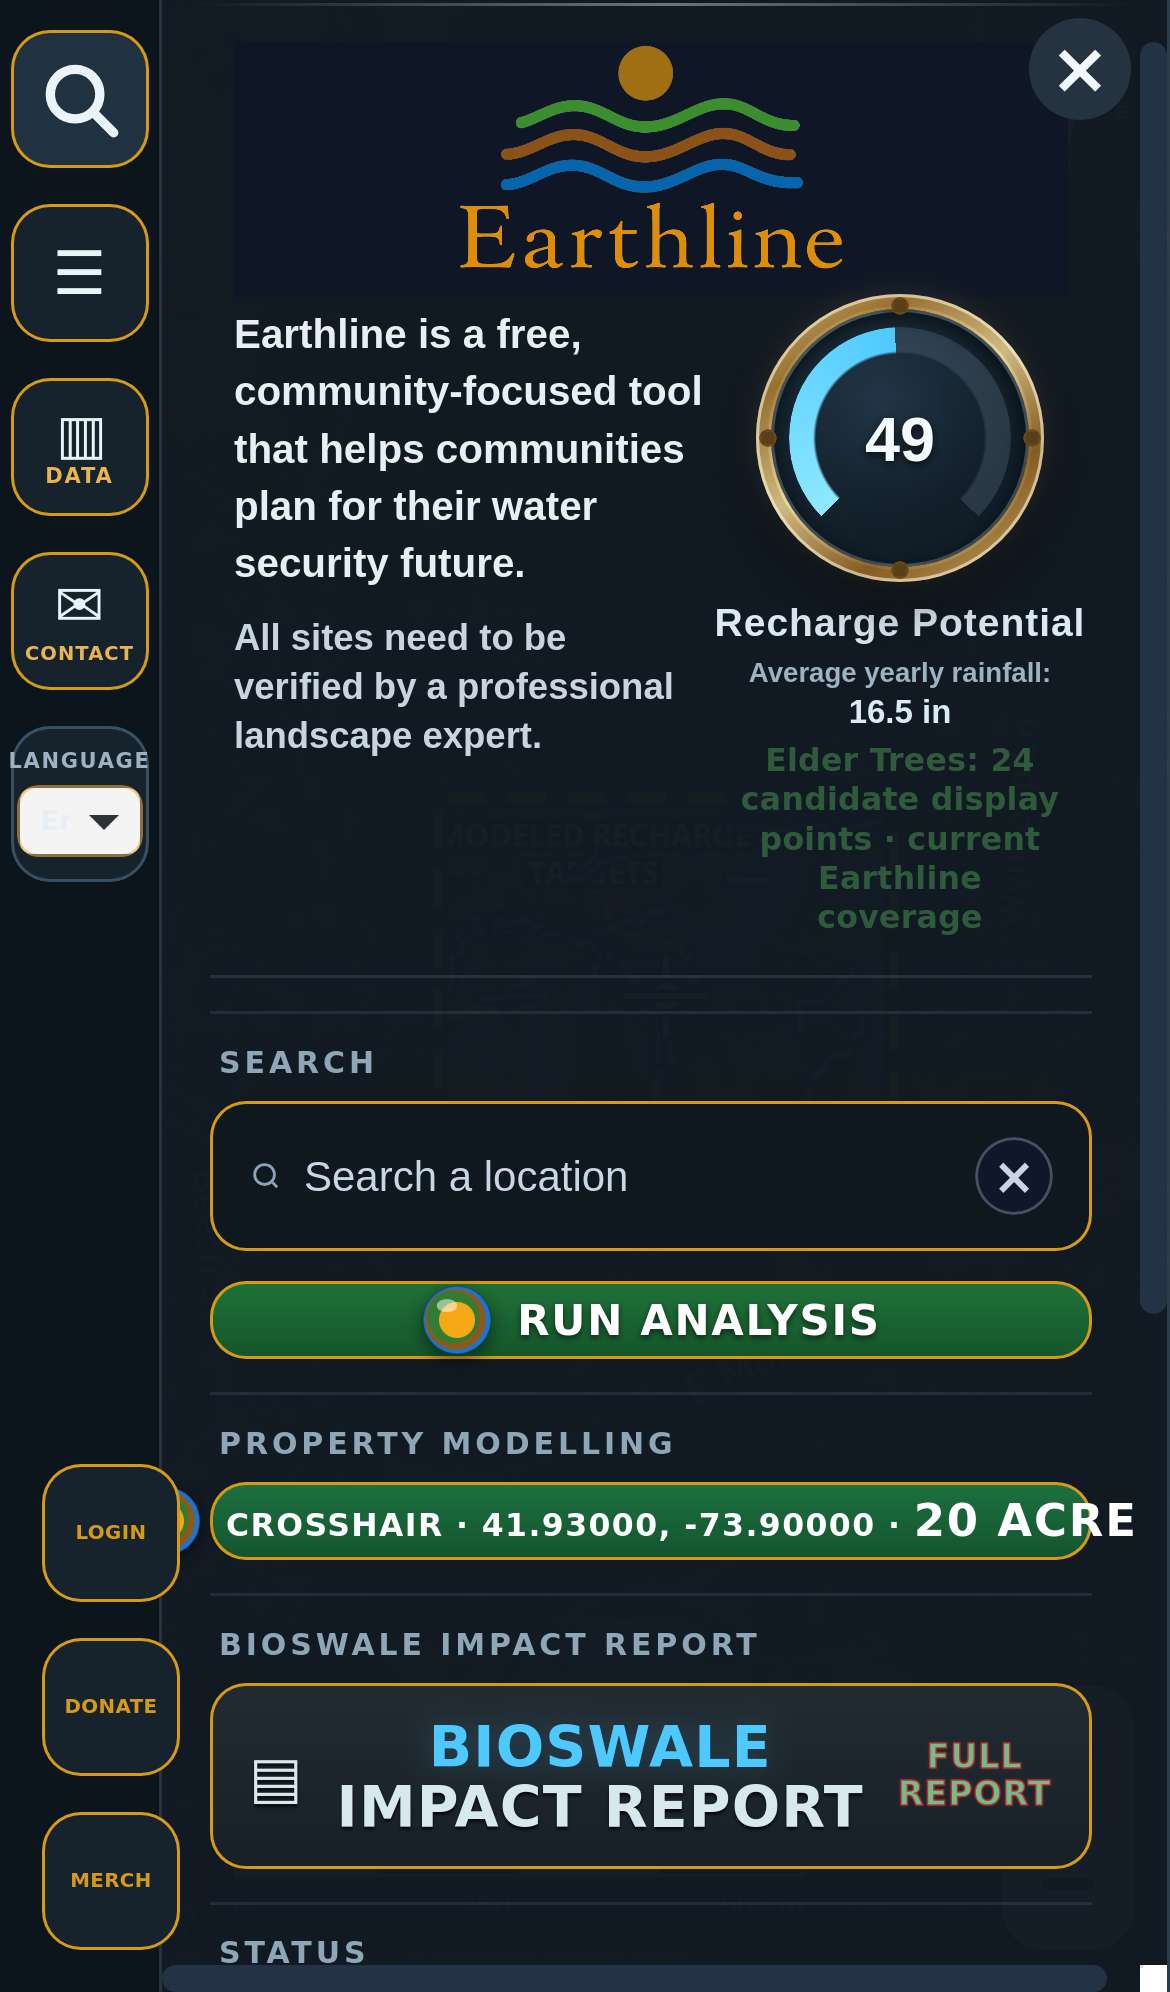 Earthline
Earthline is a free,
community-focused tool
that helps communities
plan for their water
security future.
All sites need to be
verified by a professional
landscape expert.
49
Recharge Potential
Average yearly rainfall:
16.5 in
Elder Trees: 24
candidate display
points · current
Earthline
coverage
MODELED RECHARGE
TARGETS
DATA
CONTACT
LANGUAGE
SEARCH
Search a location
RUN ANALYSIS
PROPERTY MODELLING
CROSSHAIR · 41.93000, -73.90000 · 20 ACRE
BIOSWALE IMPACT REPORT
BIOSWALE
IMPACT REPORT
FULL
REPORT
STATUS
LOGIN
DONATE
MERCH